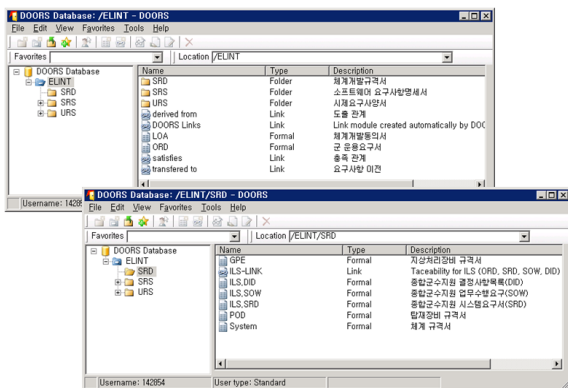 DOORS Database: /ELINT - DOORS
File Edit View Favorites Tools Help
Favorites Location /ELINT
DOORS Database
ELINT
SRD
SRS
URS
Name Type Description
SRD Folder 체계개발규격서
SRS Folder 소프트웨어 요구사항명세서
URS Folder 시제요구사양서
derived from Link 도출 관계
DOORS Links Link Link module created automatically by DOO
LOA Formal 체계개발동의서
ORD Formal 군 운용요구서
satisfies Link 충족 관계
transfered to Link 요구사항 이전
Username: 1428
DOORS Database: /ELINT/SRD - DOORS
File Edit View Favorites Tools Help
Favorites Location /ELINT/SRD
DOORS Database
ELINT
SRD
SRS
URS
Name Type Description
GPE Formal 지상처리장비 규격서
ILS-LINK Link Taceability for ILS (ORD, SRD, SOW, DID)
ILS,DID Formal 종합군수지원 결정사항목록(DID)
ILS,SOW Formal 종합군수지원 업무수행요구(SOW)
ILS,SRD Formal 종합군수지원 시스템요구서(SRD)
POD Formal 탑재장비 규격서
System Formal 체계 규격서
Username: 142854 User type: Standard